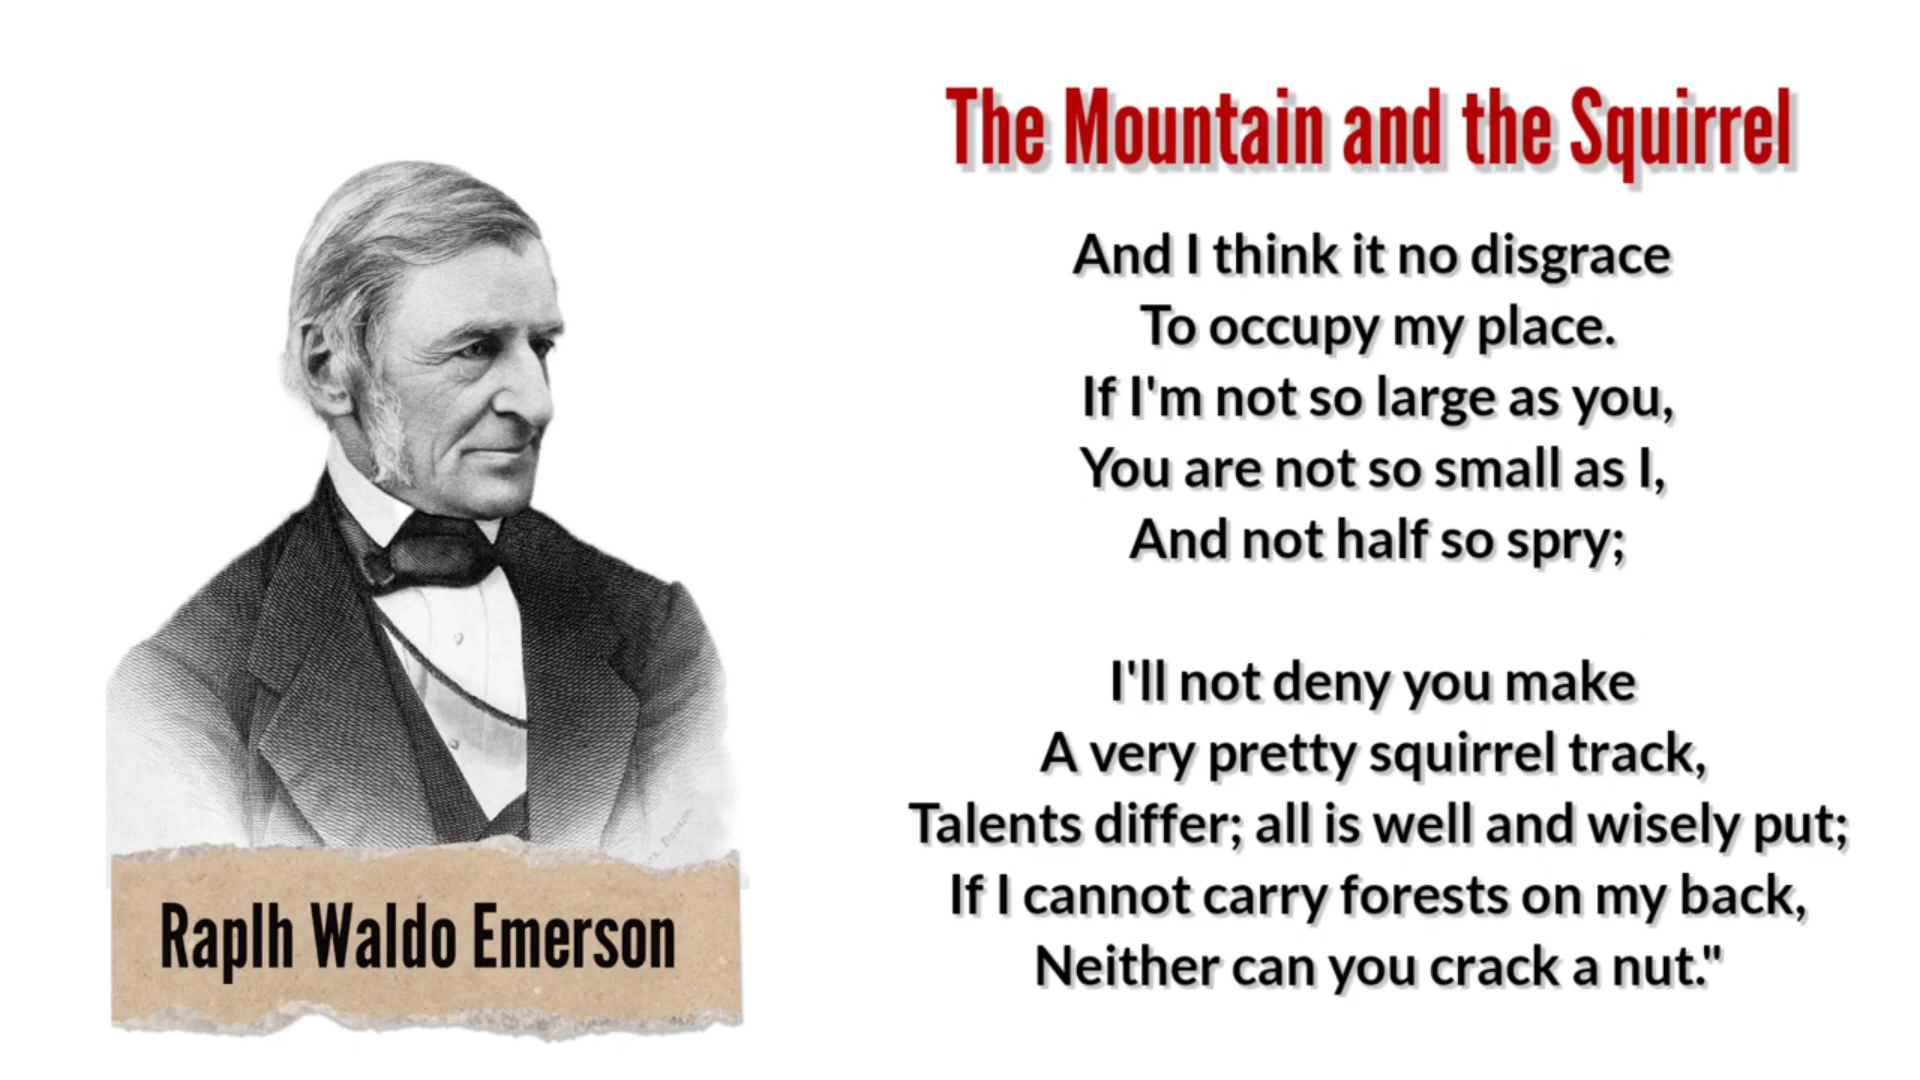 The Mountain and the Squirrel
And I think it no disgrace
To occupy my place.
If I'm not so large as you,
You are not so small as I,
And not half so spry;
I'll not deny you make
A very pretty squirrel track,
Talents differ; all is well and wisely put;
If I cannot carry forests on my back,
Neither can you crack a nut."
Raplh Waldo Emerson